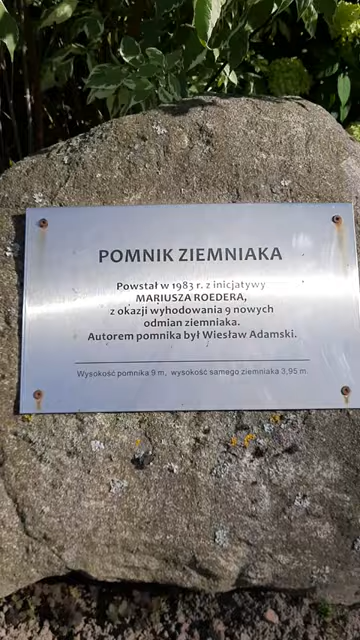 POMNIK ZIEMNIAKA
Powstał w 1983 r. z inicjatywy
MARIUSZA ROEDERA,
z okazji wyhodowania 9 nowych
odmian ziemniaka.
Autorem pomnika był Wiesław Adamski.
Wysokość pomnika 9 m, wysokość samego ziemniaka 3,95 m.